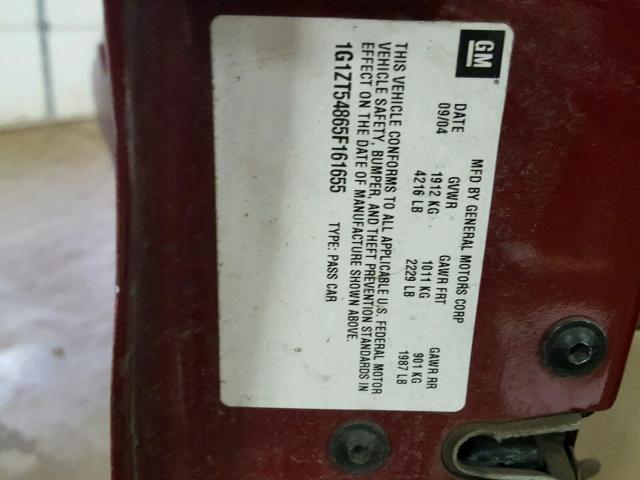 GM
MFD BY GENERAL MOTORS CORP
DATE GVWR GAWR FRT GAWR RR
09/04 1912 KG 1011 KG 901 KG
4216 LB 2229 LB 1987 LB
THIS VEHICLE CONFORMS TO ALL APPLICABLE U.S. FEDERAL MOTOR
VEHICLE SAFETY, BUMPER, AND THEFT PREVENTION STANDARDS IN
EFFECT ON THE DATE OF MANUFACTURE SHOWN ABOVE.
1G1ZT54865F161655 TYPE: PASS CAR